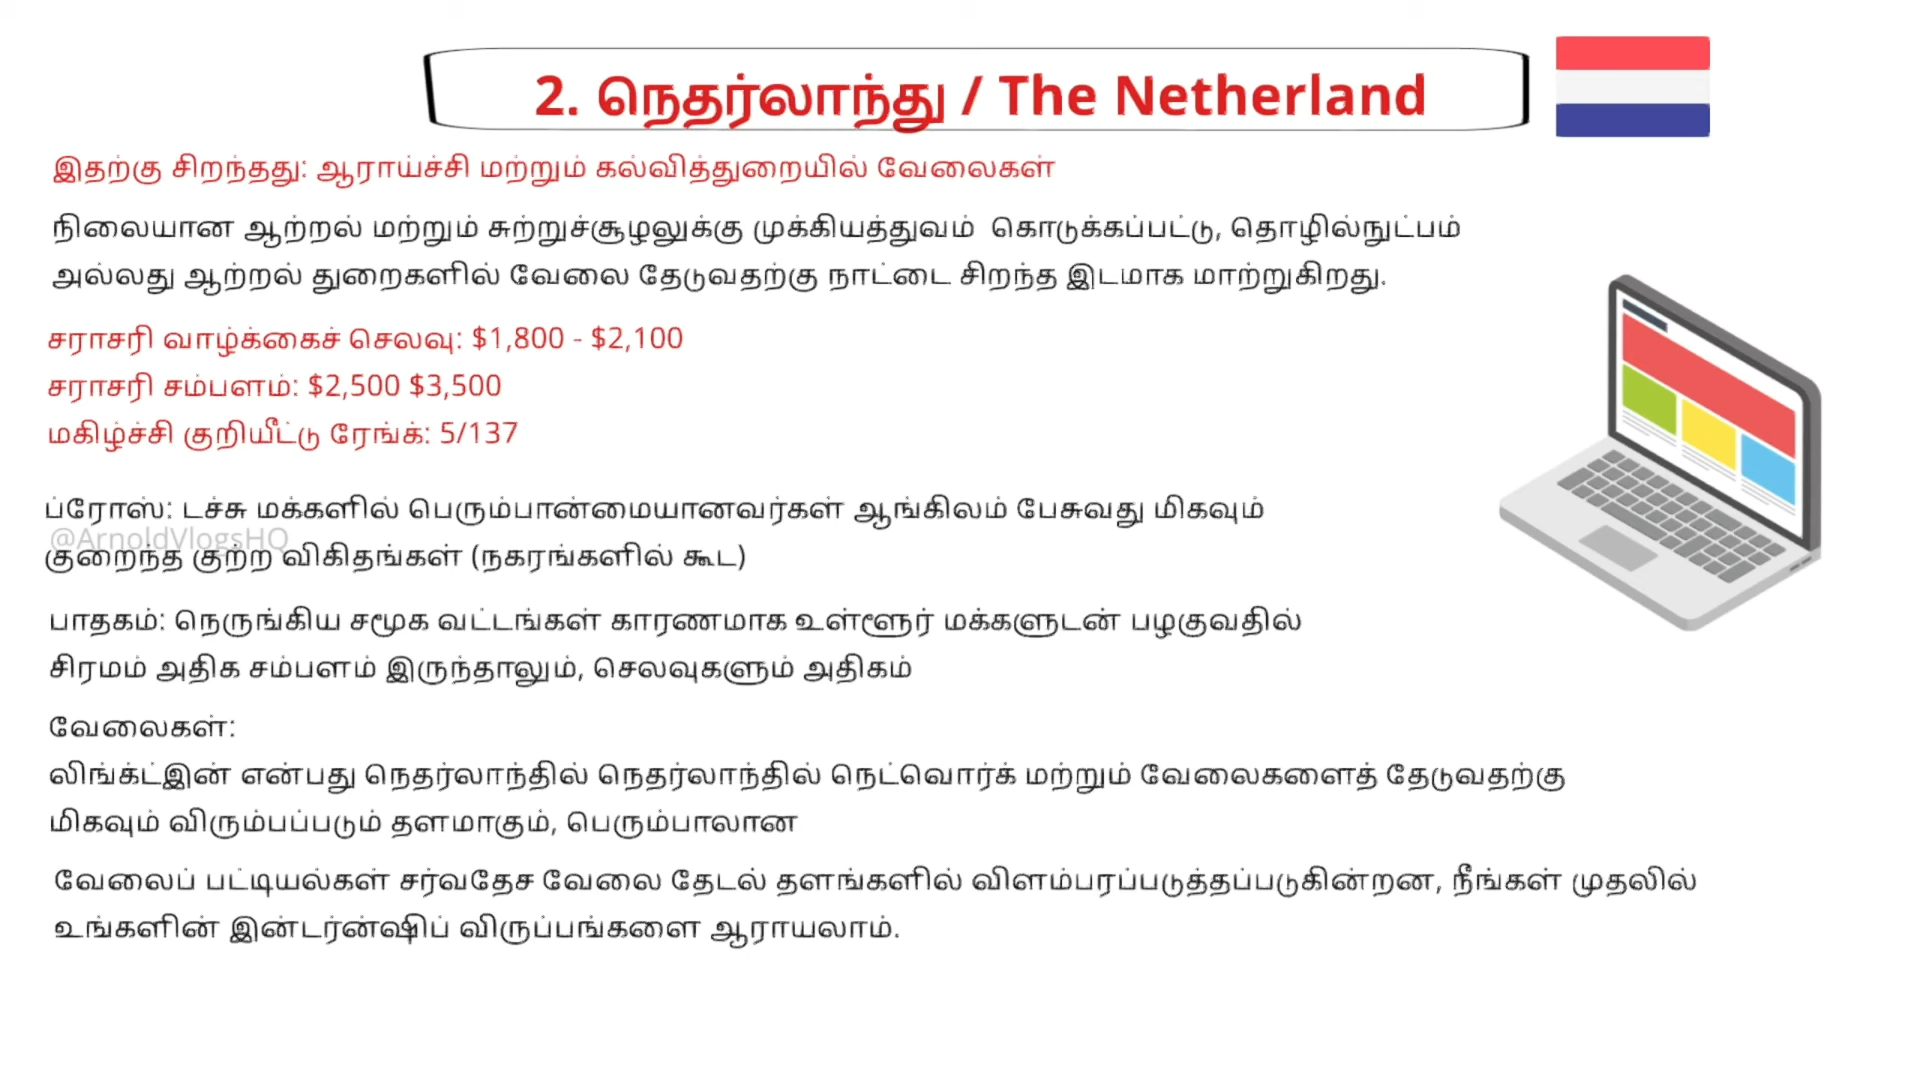 2. நெதர்லாந்து / The Netherland
இதற்கு சிறந்தது: ஆராய்ச்சி மற்றும் கல்வித்துறையில் வேலைகள்
நிலையான ஆற்றல் மற்றும் சுற்றுச்சூழலுக்கு முக்கியத்துவம் கொடுக்கப்பட்டு, தொழில்நுட்பம்
அல்லது ஆற்றல் துறைகளில் வேலை தேடுவதற்கு நாட்டை சிறந்த இடமாக மாற்றுகிறது.
சராசரி வாழ்க்கைச் செலவு: $1,800 - $2,100
சராசரி சம்பளம்: $2,500 $3,500
மகிழ்ச்சி குறியீட்டு ரேங்க்: 5/137
ப்ரோஸ்: டச்சு மக்களில் பெரும்பான்மையானவர்கள் ஆங்கிலம் பேசுவது மிகவும்
@ArnoldVlogsHQ
குறைந்த குற்ற விகிதங்கள் (நகரங்களில் கூட)
பாதகம்: நெருங்கிய சமூக வட்டங்கள் காரணமாக உள்ளூர் மக்களுடன் பழகுவதில்
சிரமம் அதிக சம்பளம் இருந்தாலும், செலவுகளும் அதிகம்
வேலைகள்:
லிங்க்ட்இன் என்பது நெதர்லாந்தில் நெதர்லாந்தில் நெட்வொர்க் மற்றும் வேலைகளைத் தேடுவதற்கு
மிகவும் விரும்பப்படும் தளமாகும், பெரும்பாலான
வேலைப் பட்டியல்கள் சர்வதேச வேலை தேடல் தளங்களில் விளம்பரப்படுத்தப்படுகின்றன, நீங்கள் முதலில்
உங்களின் இன்டர்ன்ஷிப் விருப்பங்களை ஆராயலாம்.